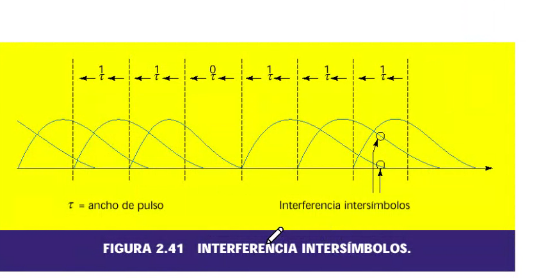 1 1 0 1 1 1
τ τ τ τ τ τ
τ = ancho de pulso
Interferencia intersímbolos
FIGURA 2.41 INTERFERENCIA INTERSÍMBOLOS.